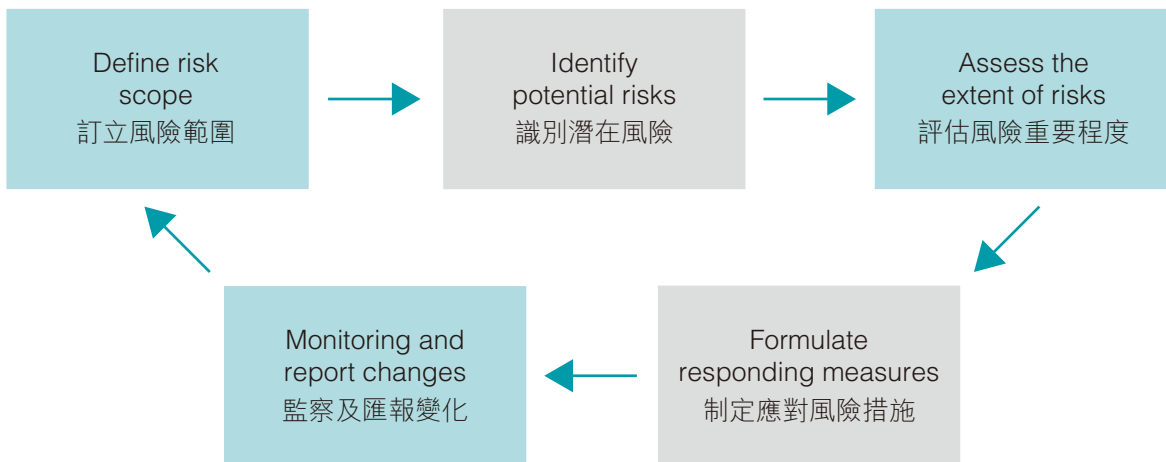 Define risk
scope
訂立風險範圍
Identify
potential risks
識別潛在風險
Assess the
extent of risks
評估風險重要程度
Formulate
responding measures
制定應對風險措施
Monitoring and
report changes
監察及匯報變化